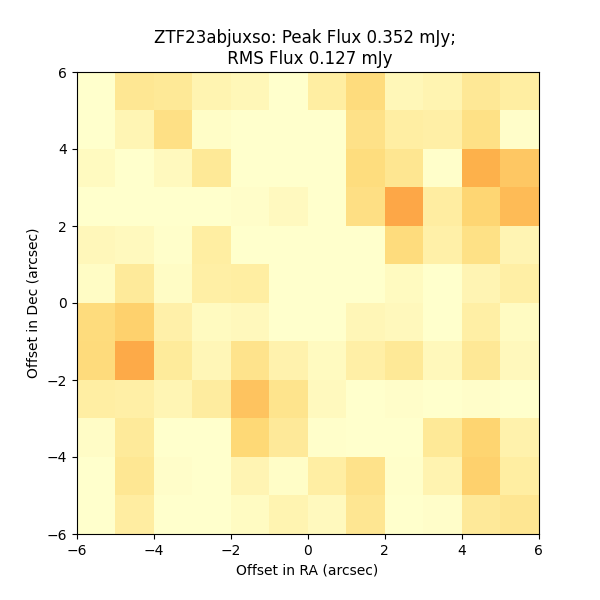 ZTF23abjuxso: Peak Flux 0.352 mJy;
RMS Flux 0.127 mJy
6
4
2
0
−2
−4
−6
Offset in Dec (arcsec)
−6 −4 −2 0 2 4 6
Offset in RA (arcsec)